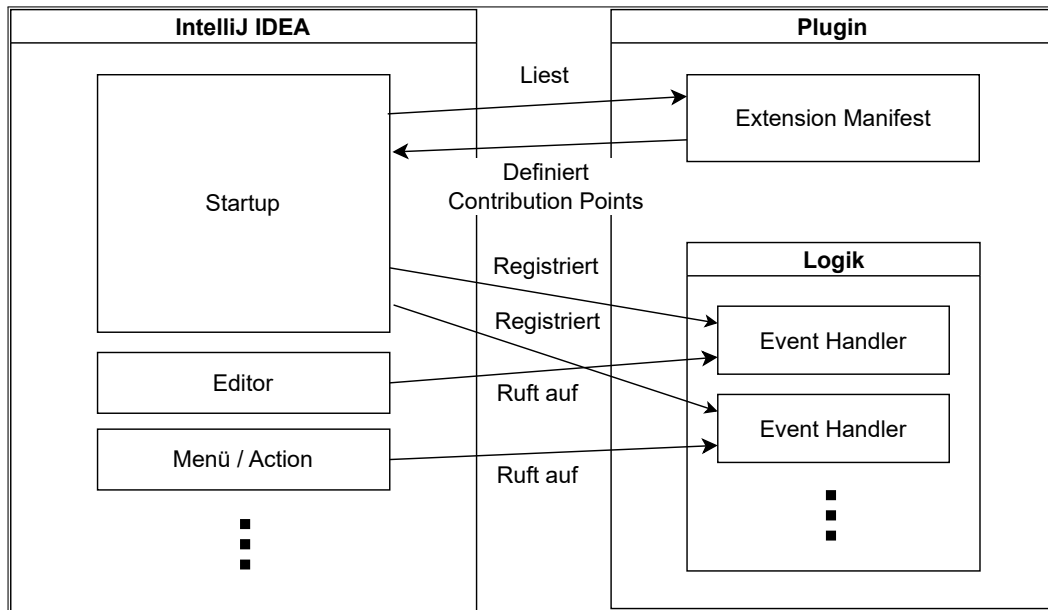 IntelliJ IDEA
Plugin
Liest
Extension Manifest
Startup
Definiert
Contribution Points
Registriert
Logik
Registriert
Event Handler
Editor
Ruft auf
Event Handler
Menü / Action
Ruft auf